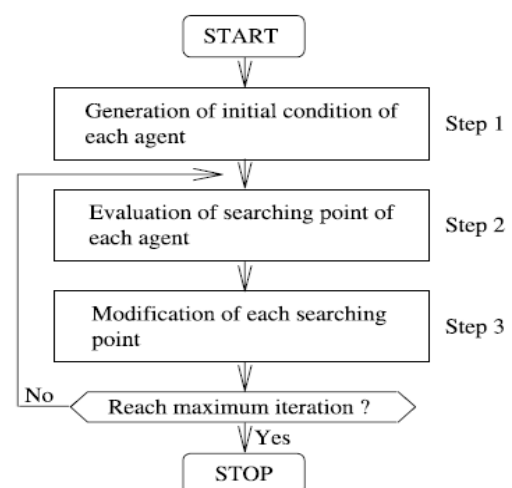 START
Generation of initial condition of
each agent
Step 1
Evaluation of searching point of
each agent
Step 2
Modification of each searching
point
Step 3
No
Reach maximum iteration ?
Yes
STOP